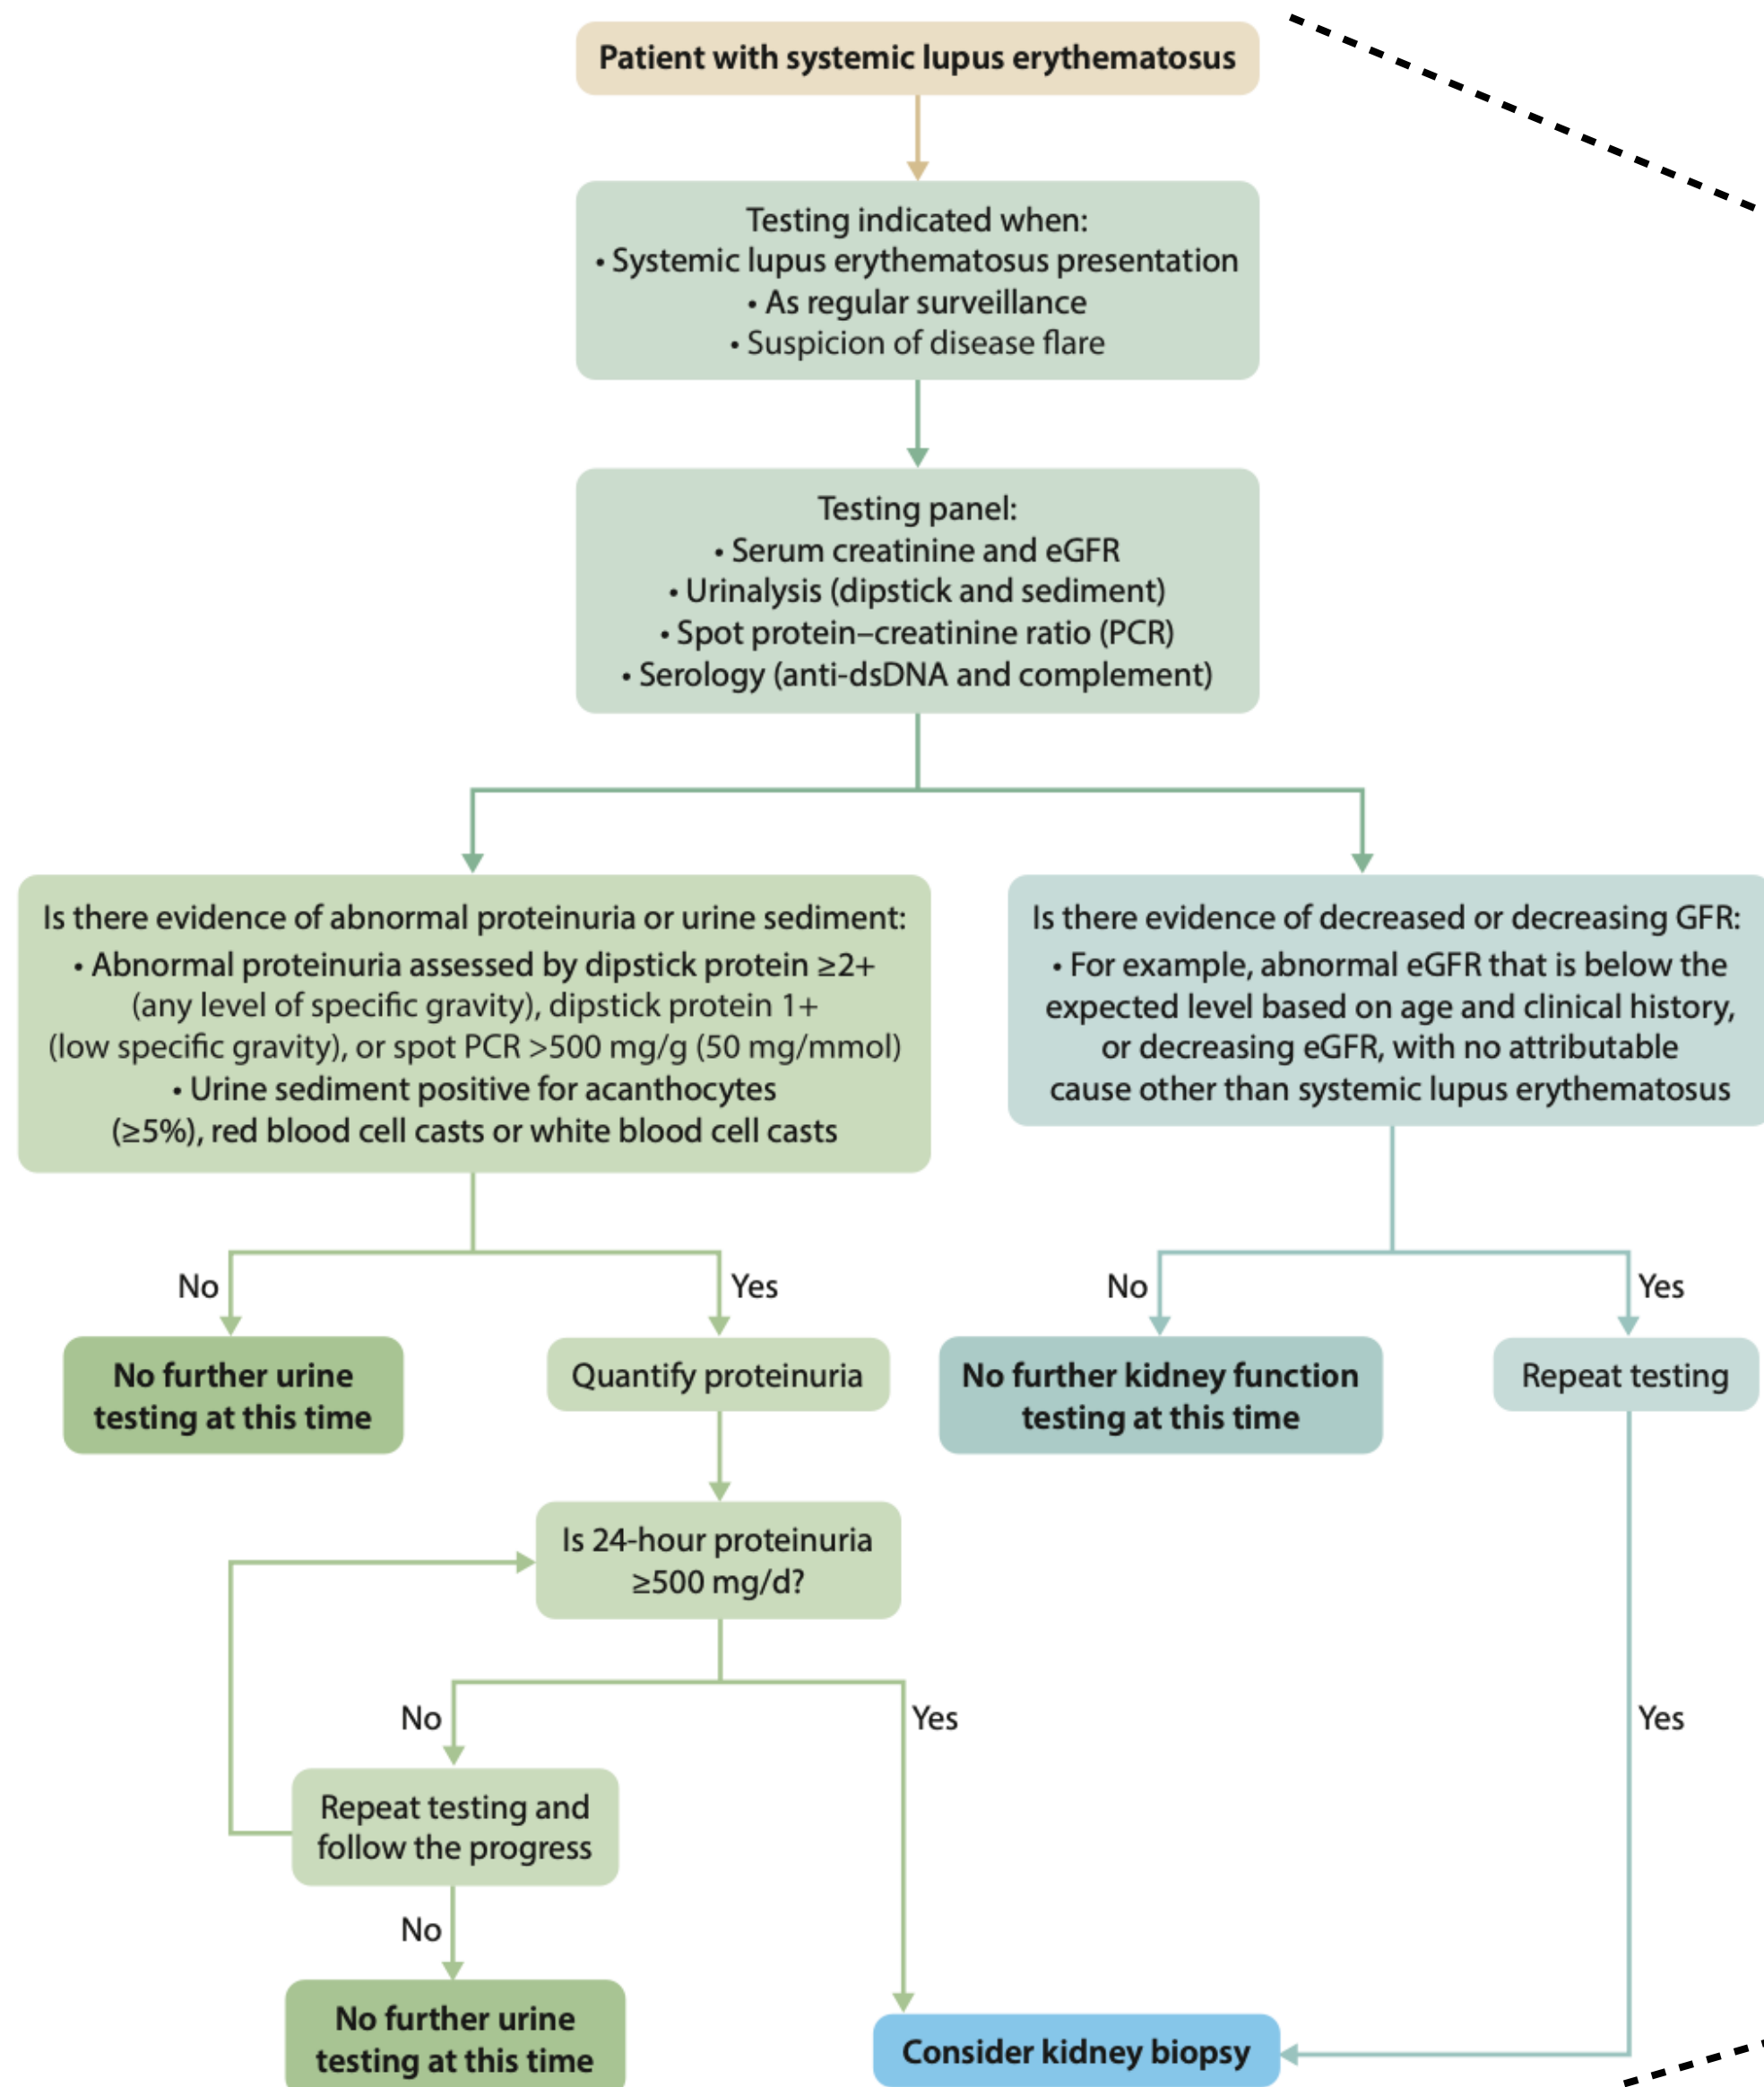 Patient with systemic lupus erythematosus
Testing indicated when:
• Systemic lupus erythematosus presentation
• As regular surveillance
• Suspicion of disease flare
Testing panel:
• Serum creatinine and eGFR
• Urinalysis (dipstick and sediment)
• Spot protein–creatinine ratio (PCR)
• Serology (anti-dsDNA and complement)
Is there evidence of abnormal proteinuria or urine sediment:
• Abnormal proteinuria assessed by dipstick protein ≥2+
(any level of specific gravity), dipstick protein 1+
(low specific gravity), or spot PCR >500 mg/g (50 mg/mmol)
• Urine sediment positive for acanthocytes
(≥5%), red blood cell casts or white blood cell casts
Is there evidence of decreased or decreasing GFR:
• For example, abnormal eGFR that is below the
expected level based on age and clinical history,
or decreasing eGFR, with no attributable
cause other than systemic lupus erythematosus
No
Yes
No
Yes
No further urine
testing at this time
Quantify proteinuria
No further kidney function
testing at this time
Repeat testing
Is 24-hour proteinuria
≥500 mg/d?
No
Yes
Yes
Repeat testing and
follow the progress
No
No further urine
testing at this time
Consider kidney biopsy